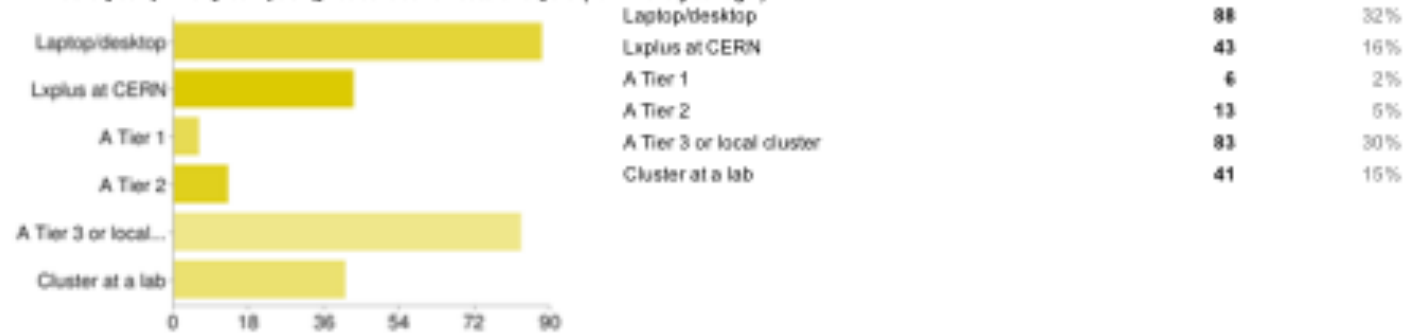 Laptop/desktop
Lxplus at CERN
A Tier 1
A Tier 2
A Tier 3 or local...
Cluster at a lab
0 18 36 54 72 90
Laptop/desktop 88 32%
Lxplus at CERN 43 16%
A Tier 1 6 2%
A Tier 2 13 5%
A Tier 3 or local cluster 83 30%
Cluster at a lab 41 15%